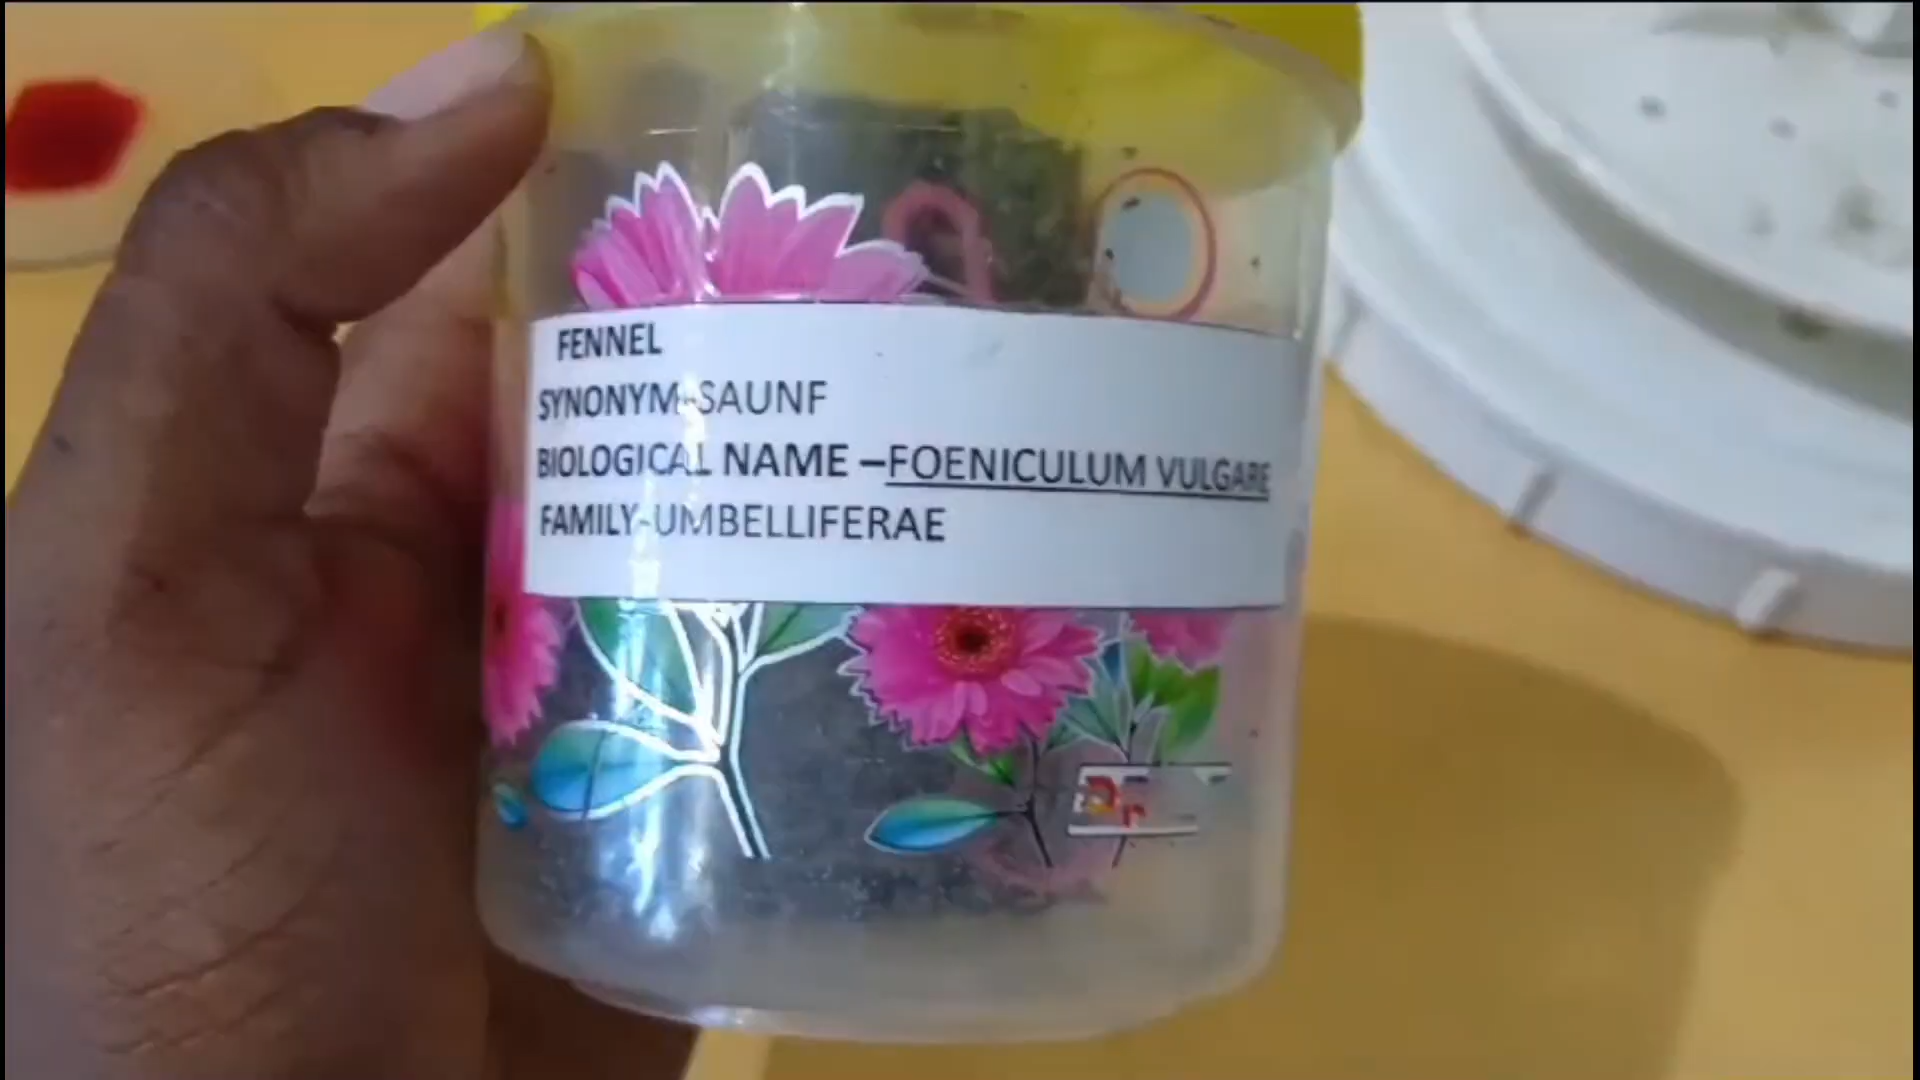 FENNEL
SYNONYM-SAUNF
BIOLOGICAL NAME –FOENICULUM VULGARE
FAMILY-UMBELLIFERAE